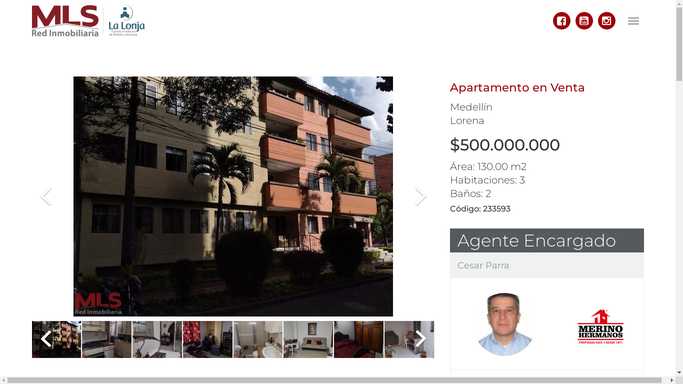 MLS
Red Inmobiliaria
La Lonja
Apartamento en Venta
Medellín
Lorena
$500.000.000
Área: 130.00 m2
Habitaciones: 3
Baños: 2
Código: 233593
MLS
Red Inmobiliaria
Agente Encargado
Cesar Parra
MERINO
HERMANOS